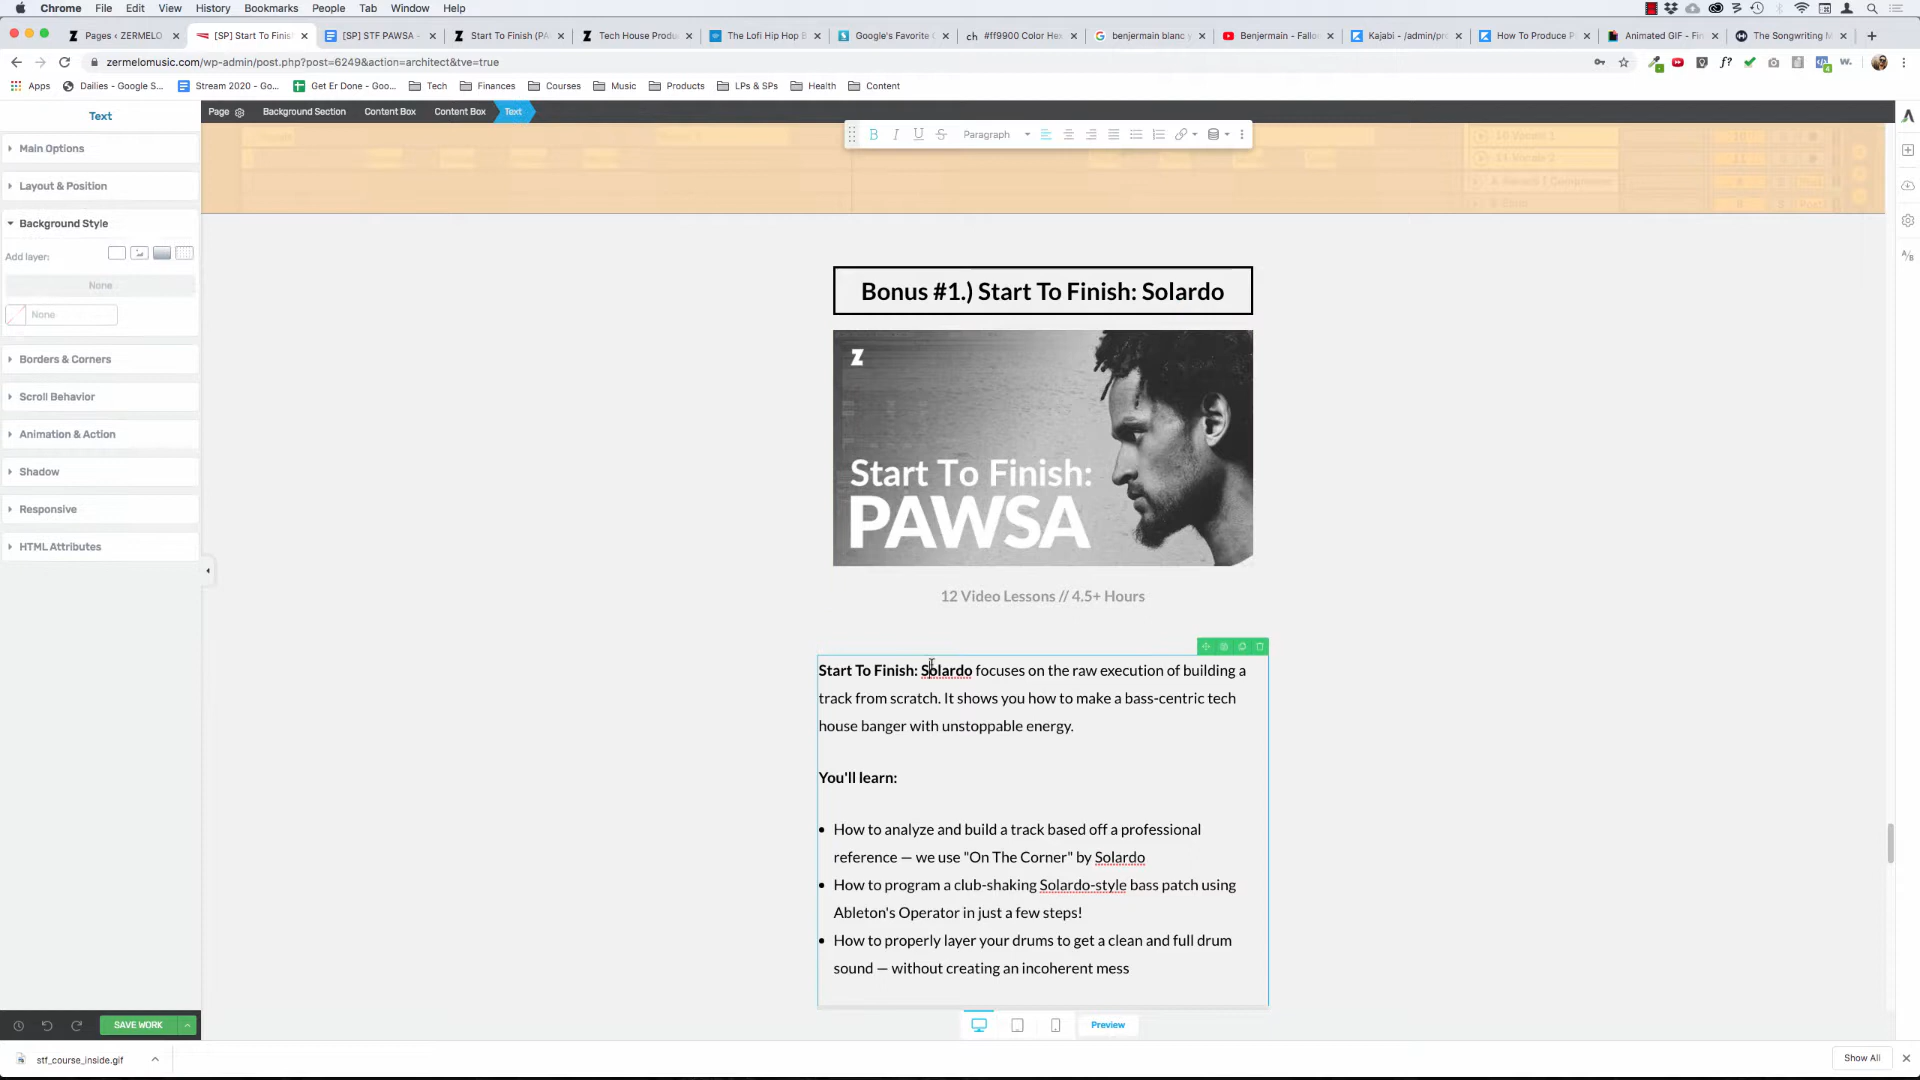 Chrome File Edit View History Bookmarks People Tab Window Help
Pages ‹ ZERMELO
[SP] Start To Finis
[SP] STF PAWSA -
Start To Finish (PA
Tech House Produ
The Lofi Hip Hop B
Google's Favorite C
#ff9900 Color Hex
benjermain blanc y
Benjermain - Fallo
Kajabi - /admin/pro
How To Produce P
Animated GIF - Fin
The Songwriting M
zermelomusic.com/wp-admin/post.php?post=6249&action=architect&tve=true
Apps Dailies - Google S... Stream 2020 - Go... Get Er Done - Goo... Tech Finances Courses Music Products LPs & SPs Health Content
Text
Page Background Section Content Box Content Box Text
B I U S Paragraph
Main Options
Layout & Position
Background Style
Add layer:
None
None
Borders & Corners
Scroll Behavior
Animation & Action
Shadow
Responsive
HTML Attributes
Bonus #1.) Start To Finish: Solardo
Z
Start To Finish:
PAWSA
12 Video Lessons // 4.5+ Hours
Start To Finish: Solardo focuses on the raw execution of building a
track from scratch. It shows you how to make a bass-centric tech
house banger with unstoppable energy.
You'll learn:
• How to analyze and build a track based off a professional
reference — we use "On The Corner" by Solardo
• How to program a club-shaking Solardo-style bass patch using
Ableton's Operator in just a few steps!
• How to properly layer your drums to get a clean and full drum
sound — without creating an incoherent mess
SAVE WORK
Preview
stf_course_inside.gif
Show All